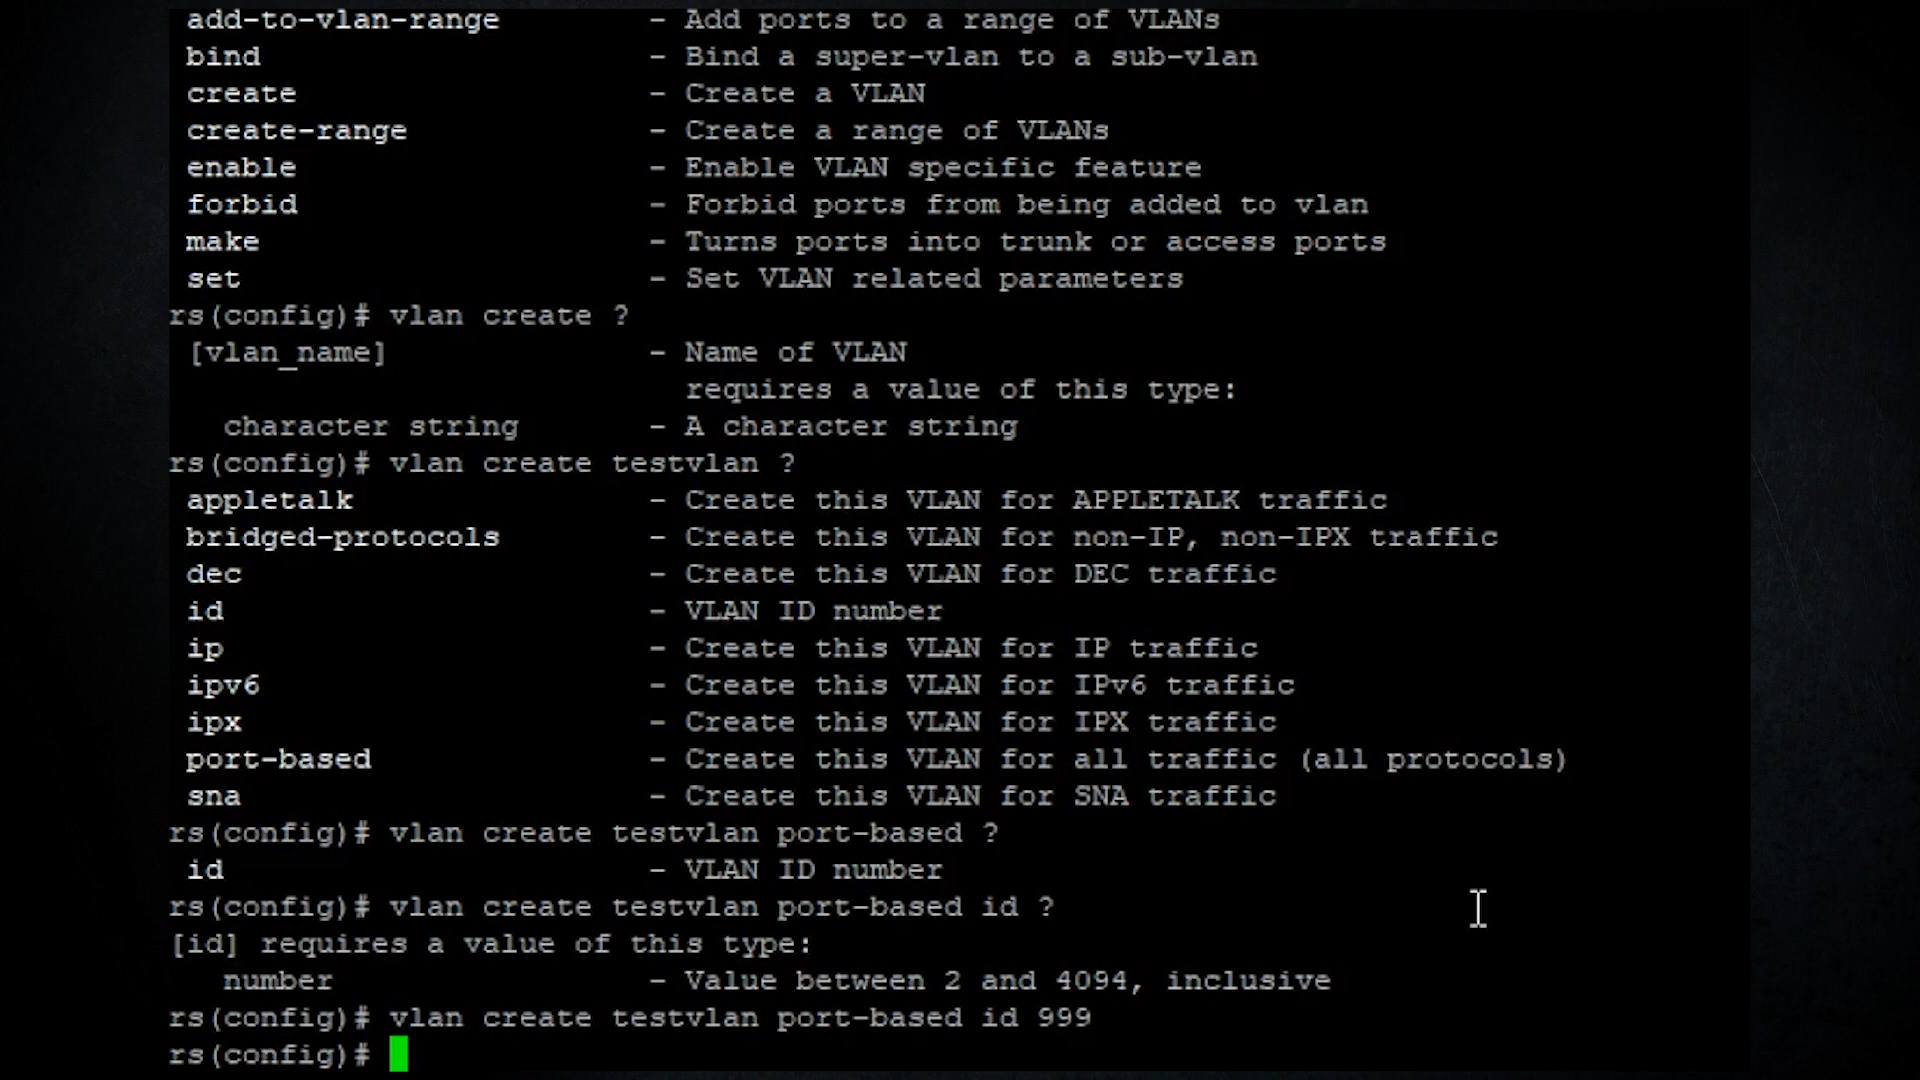 add-to-vlan-range - Add ports to a range of VLANs
bind - Bind a super-vlan to a sub-vlan
create - Create a VLAN
create-range - Create a range of VLANs
enable - Enable VLAN specific feature
forbid - Forbid ports from being added to vlan
make - Turns ports into trunk or access ports
set - Set VLAN related parameters
rs(config)# vlan create ?
[vlan_name] - Name of VLAN
requires a value of this type:
character string - A character string
rs(config)# vlan create testvlan ?
appletalk - Create this VLAN for APPLETALK traffic
bridged-protocols - Create this VLAN for non-IP, non-IPX traffic
dec - Create this VLAN for DEC traffic
id - VLAN ID number
ip - Create this VLAN for IP traffic
ipv6 - Create this VLAN for IPv6 traffic
ipx - Create this VLAN for IPX traffic
port-based - Create this VLAN for all traffic (all protocols)
sna - Create this VLAN for SNA traffic
rs(config)# vlan create testvlan port-based ?
id - VLAN ID number
rs(config)# vlan create testvlan port-based id ?
[id] requires a value of this type:
number - Value between 2 and 4094, inclusive
rs(config)# vlan create testvlan port-based id 999
rs(config)#